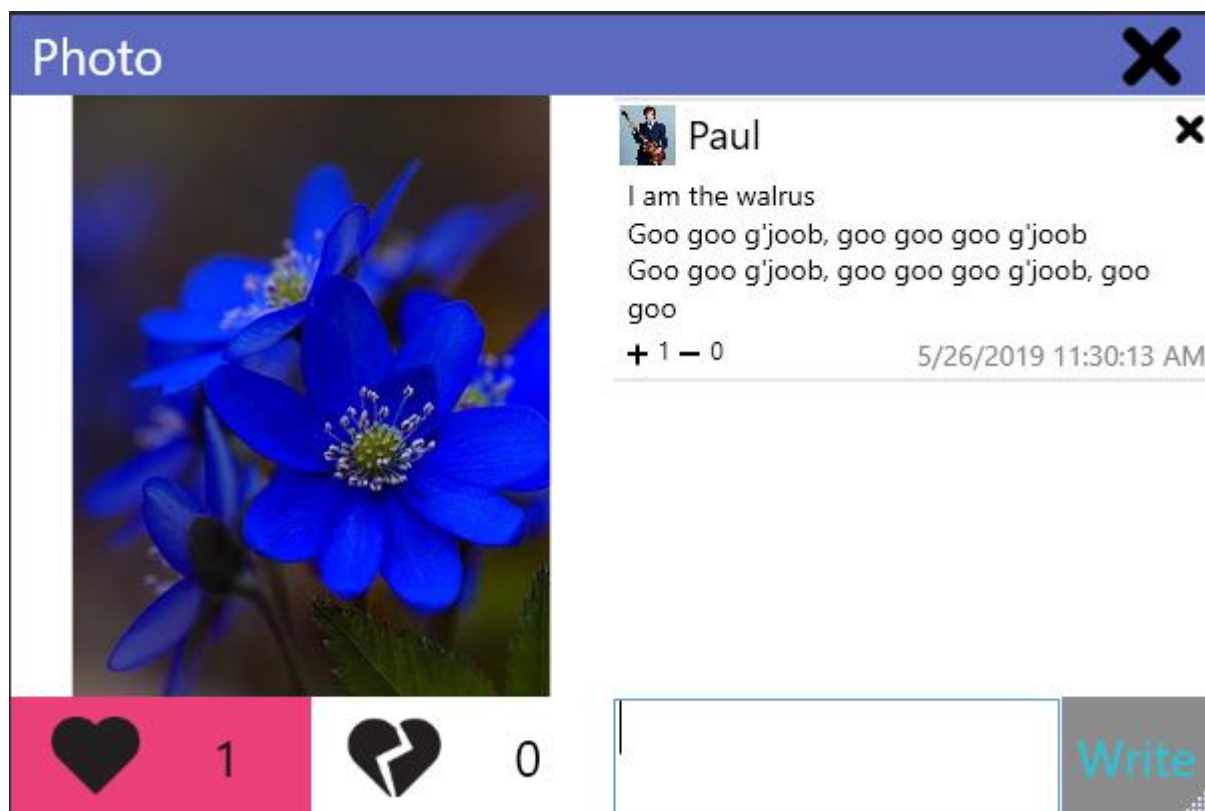 Photo
Paul
I am the walrus
Goo goo g'joob, goo goo goo g'joob
Goo goo g'joob, goo goo goo g'joob, goo
goo
+ 1 − 0
5/26/2019 11:30:13 AM
1
0
Write